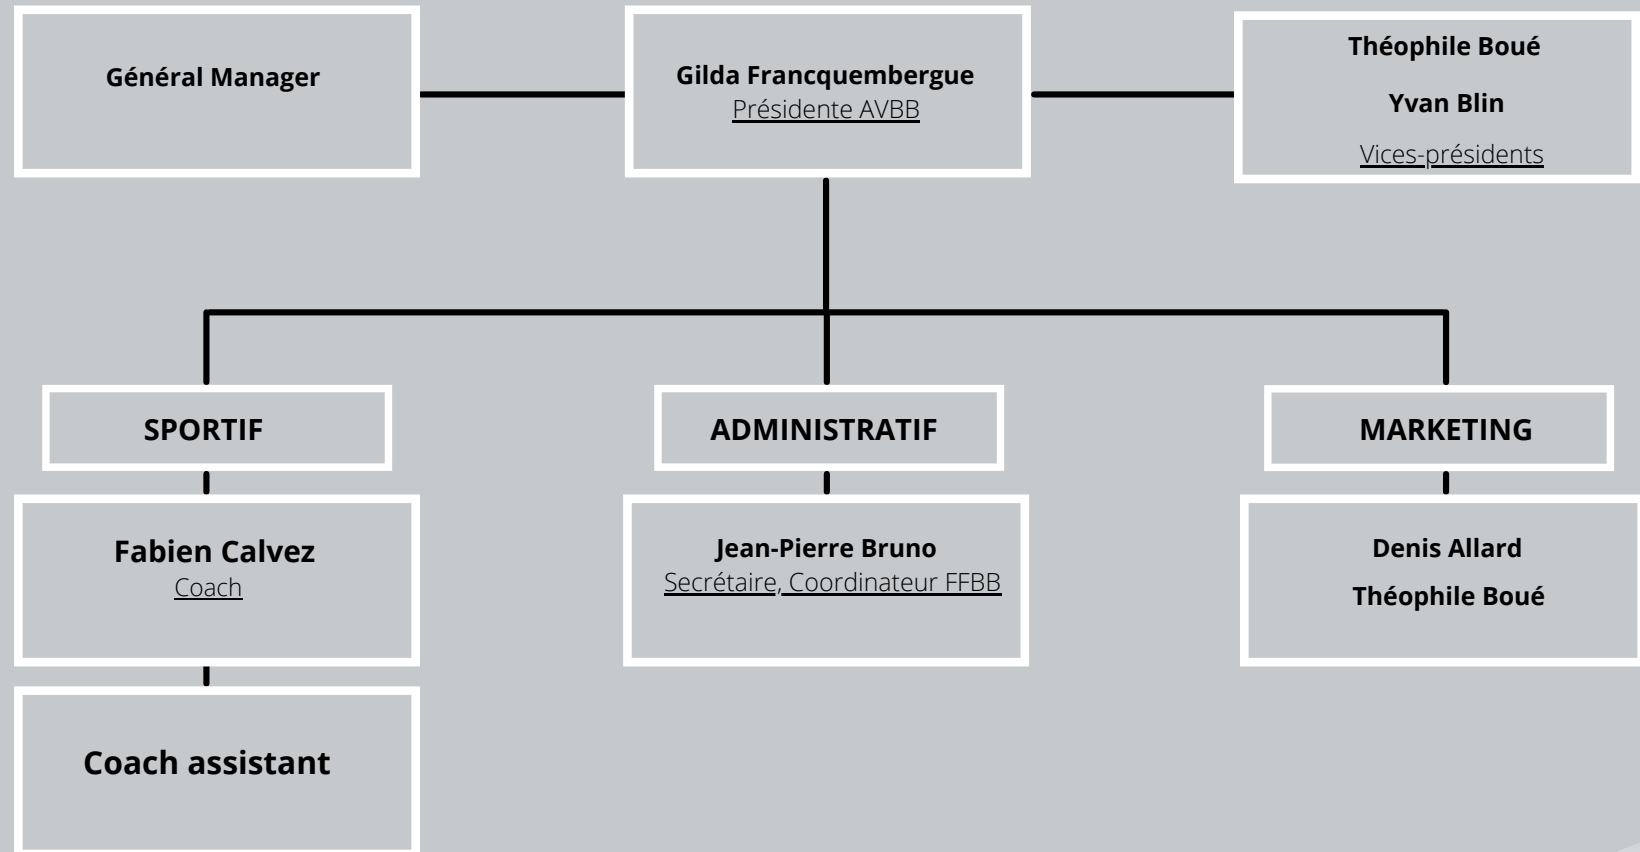 Général Manager
Gilda Francquembergue
Présidente AVBB
Théophile Boué
Yvan Blin
Vices-présidents
SPORTIF
ADMINISTRATIF
MARKETING
Fabien Calvez
Coach
Jean-Pierre Bruno
Secrétaire, Coordinateur FFBB
Denis Allard
Théophile Boué
Coach assistant